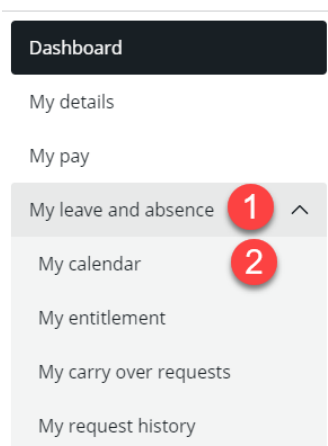 Dashboard
My details
My pay
My leave and absence 1
My calendar 2
My entitlement
My carry over requests
My request history